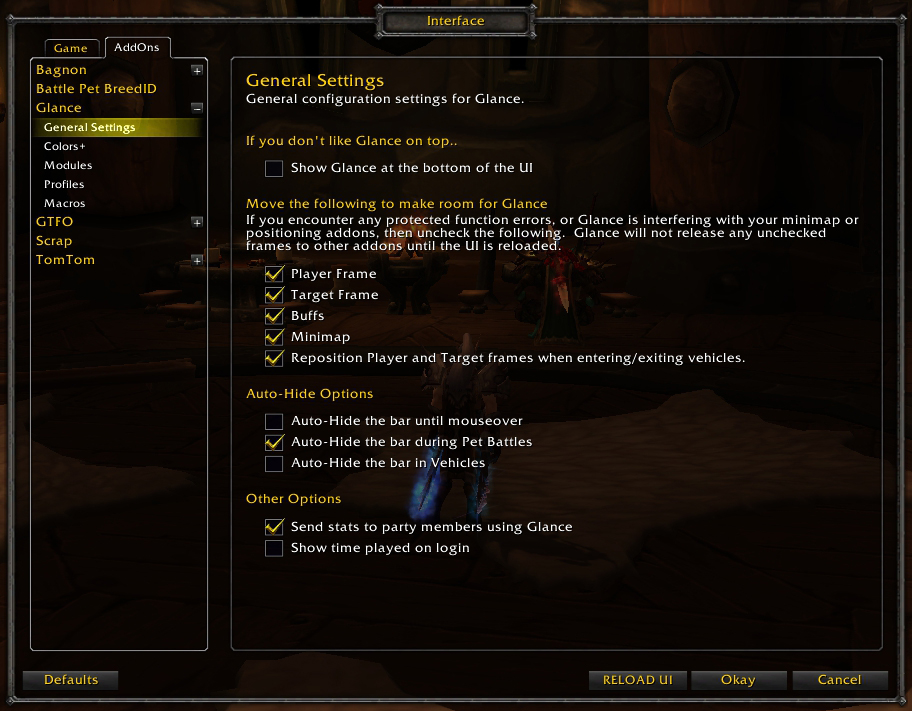 Interface
Game
AddOns
Bagnon
Battle Pet BreedID
Glance
General Settings
Colors+
Modules
Profiles
Macros
GTFO
Scrap
TomTom
General Settings
General configuration settings for Glance.
If you don't like Glance on top..
Show Glance at the bottom of the UI
Move the following to make room for Glance
If you encounter any protected function errors, or Glance is interfering with your minimap or
positioning addons, then uncheck the following.  Glance will not release any unchecked
frames to other addons until the UI is reloaded.
Player Frame
Target Frame
Buffs
Minimap
Reposition Player and Target frames when entering/exiting vehicles.
Auto-Hide Options
Auto-Hide the bar until mouseover
Auto-Hide the bar during Pet Battles
Auto-Hide the bar in Vehicles
Other Options
Send stats to party members using Glance
Show time played on login
Defaults
RELOAD UI
Okay
Cancel